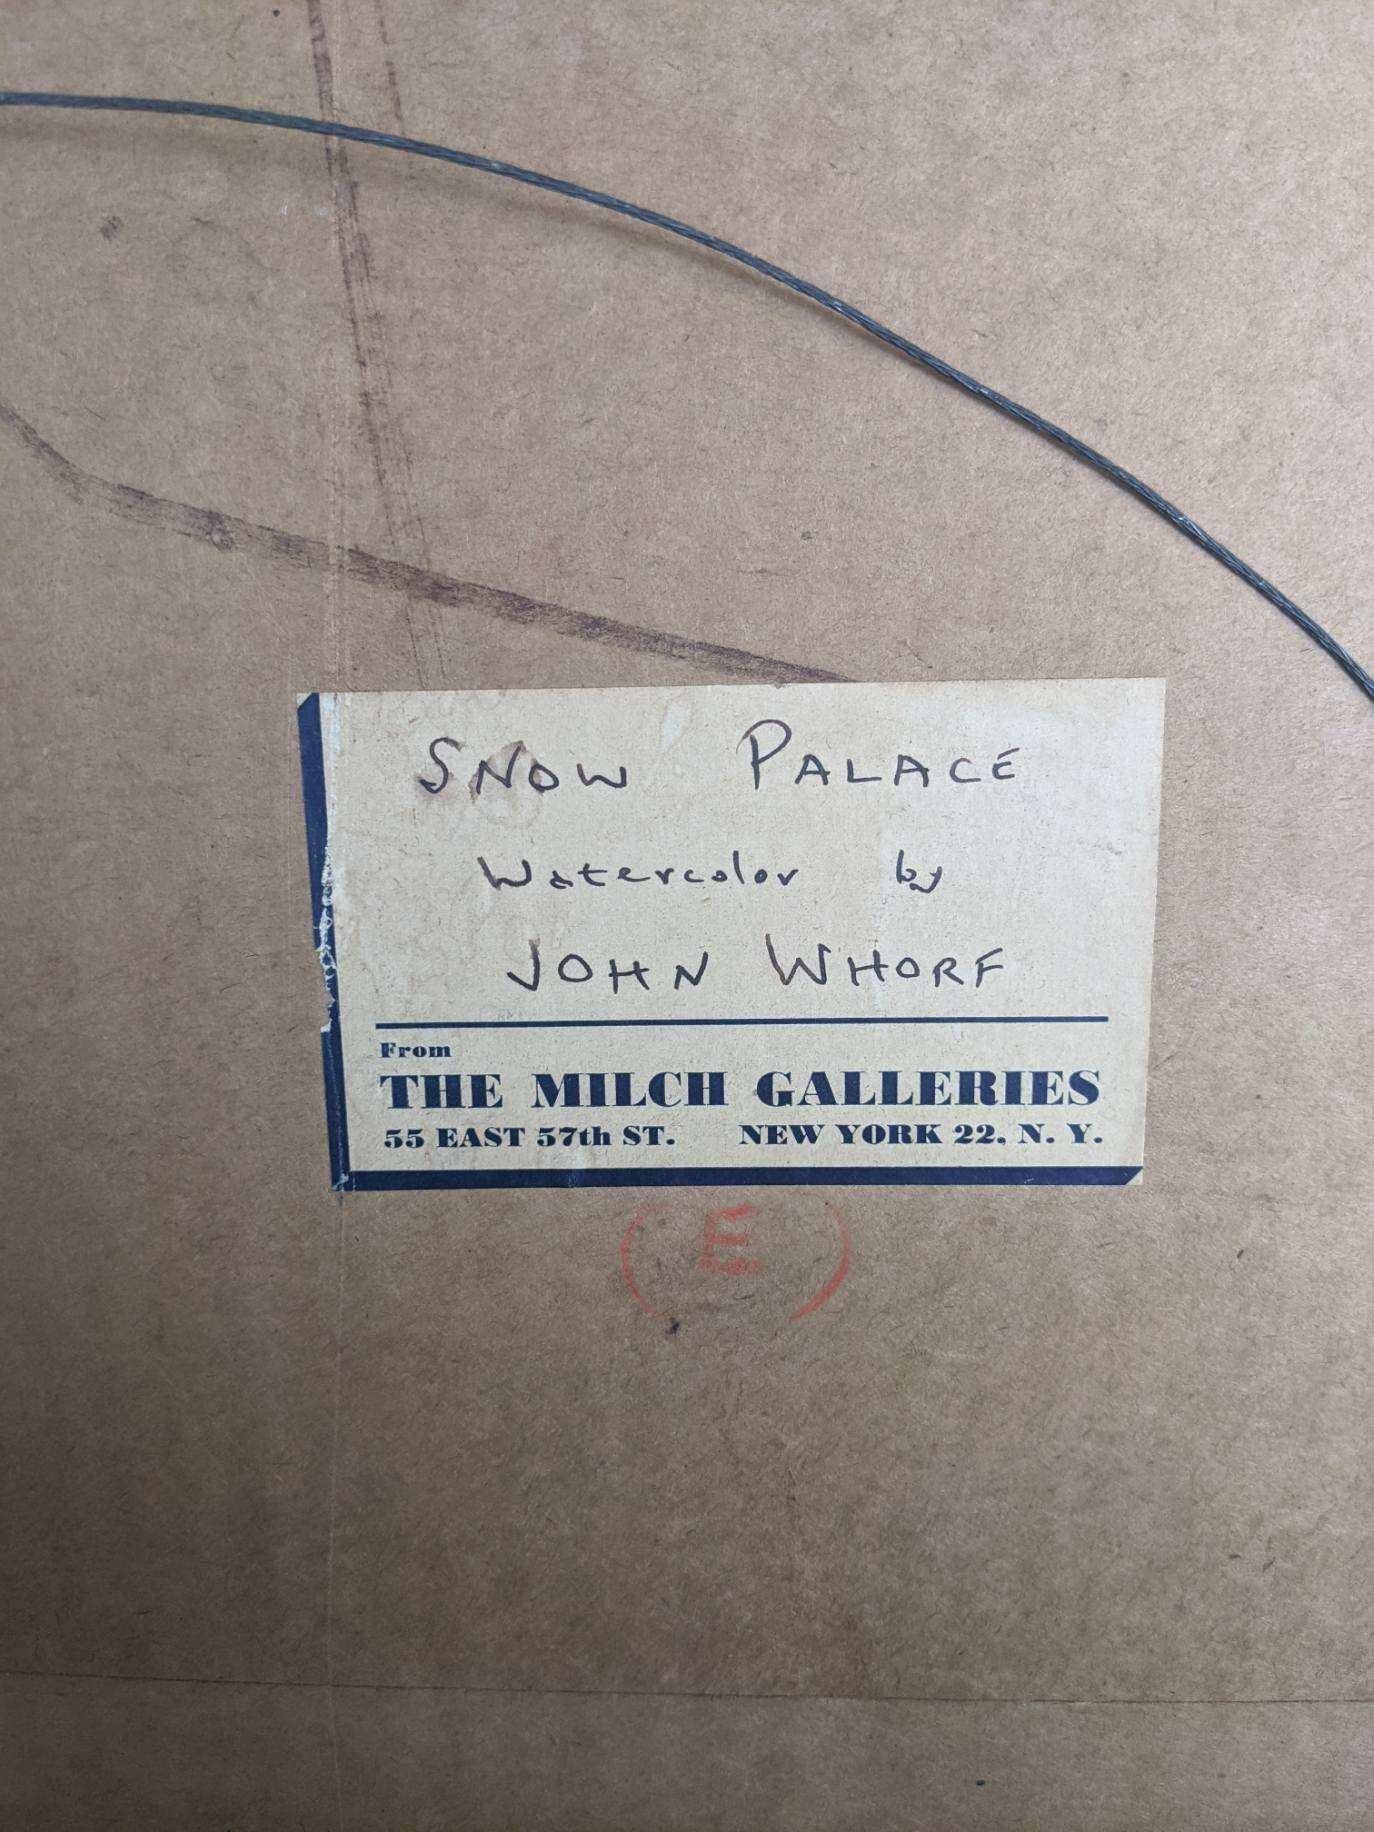 SNOW PALACE
Watercolor by
JOHN WHORF
From
THE MILCH GALLERIES
55 EAST 57th ST. NEW YORK 22, N. Y.
(E)